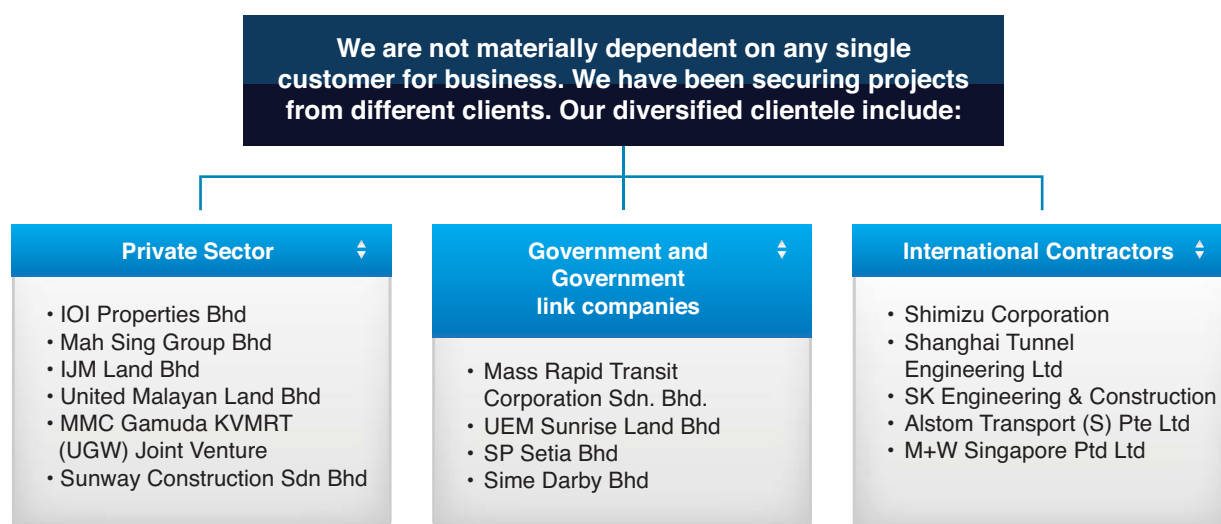 We are not materially dependent on any single
customer for business. We have been securing projects
from different clients. Our diversified clientele include:
Private Sector
• IOI Properties Bhd
• Mah Sing Group Bhd
• IJM Land Bhd
• United Malayan Land Bhd
• MMC Gamuda KVMRT
(UGW) Joint Venture
• Sunway Construction Sdn Bhd
Government and
Government
link companies
• Mass Rapid Transit
Corporation Sdn. Bhd.
• UEM Sunrise Land Bhd
• SP Setia Bhd
• Sime Darby Bhd
International Contractors
• Shimizu Corporation
• Shanghai Tunnel
Engineering Ltd
• SK Engineering & Construction
• Alstom Transport (S) Pte Ltd
• M+W Singapore Ptd Ltd